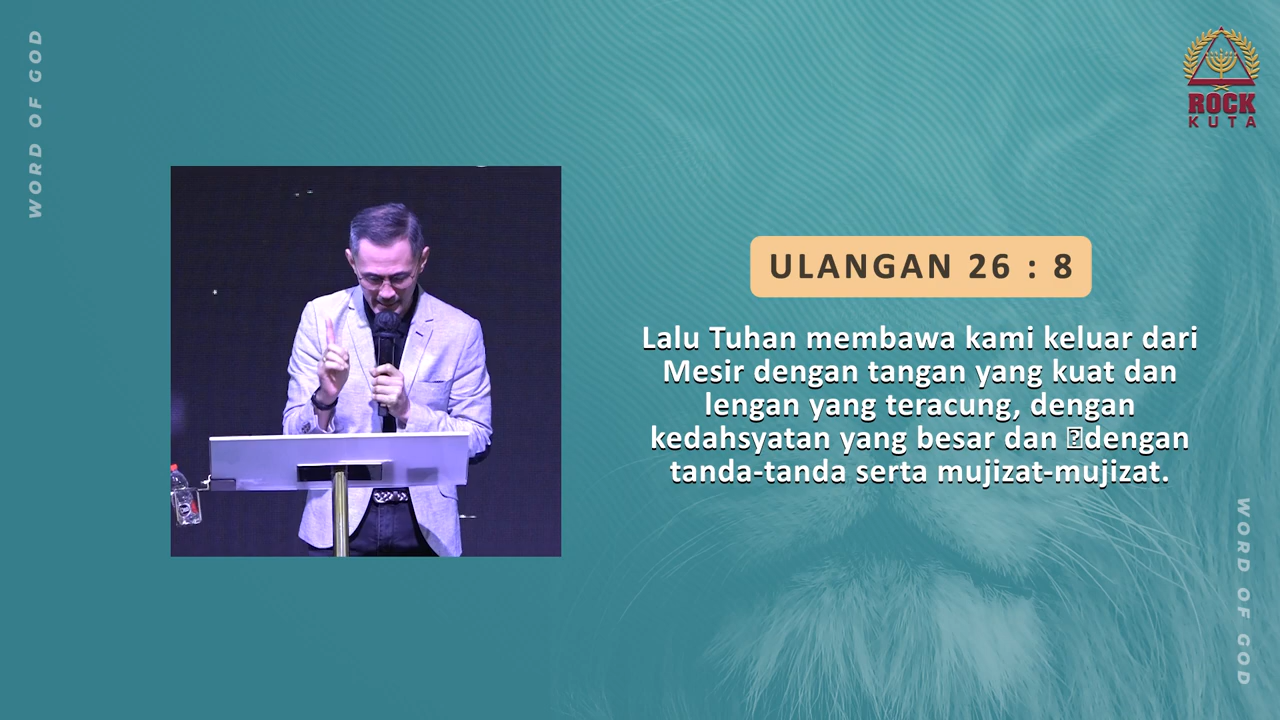 WORD OF GOD
ROCK
KUTA
ULANGAN 26 : 8
Lalu Tuhan membawa kami keluar dari
Mesir dengan tangan yang kuat dan
lengan yang teracung, dengan
kedahsyatan yang besar dan dengan
tanda-tanda serta mujizat-mujizat.
WORD OF GOD